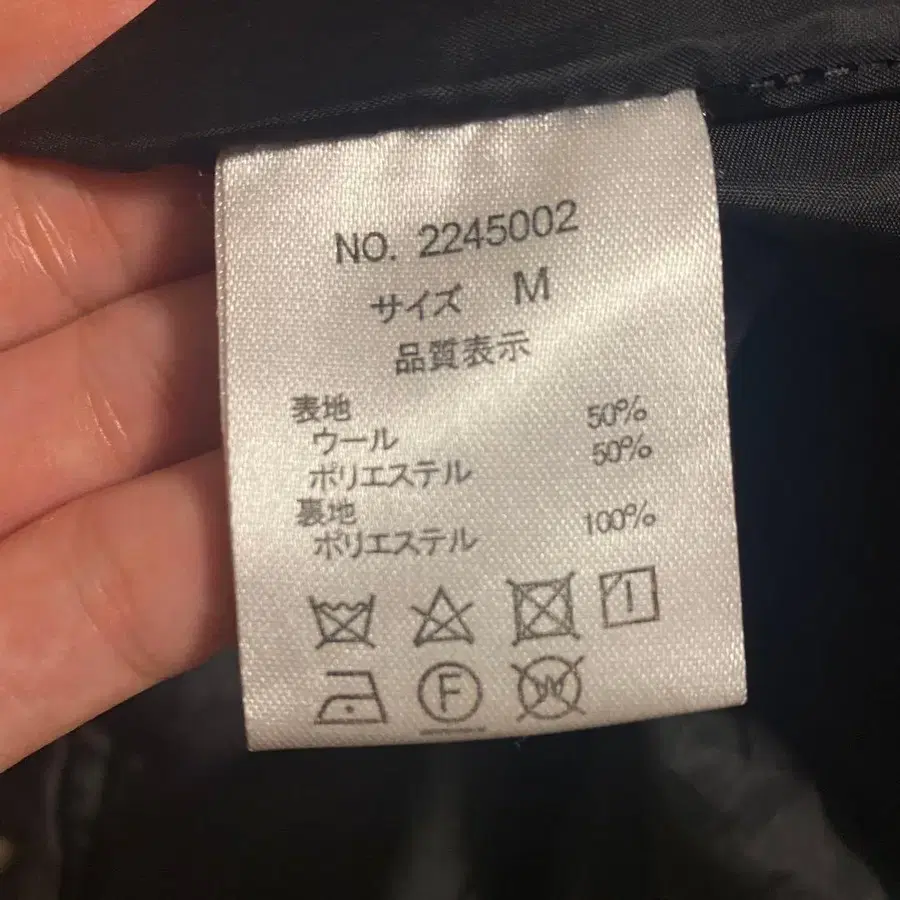 NO. 2245002
サイズ M
品質表示
表地
ウール 50%
ポリエステル 50%
裏地
ポリエステル 100%
F
W